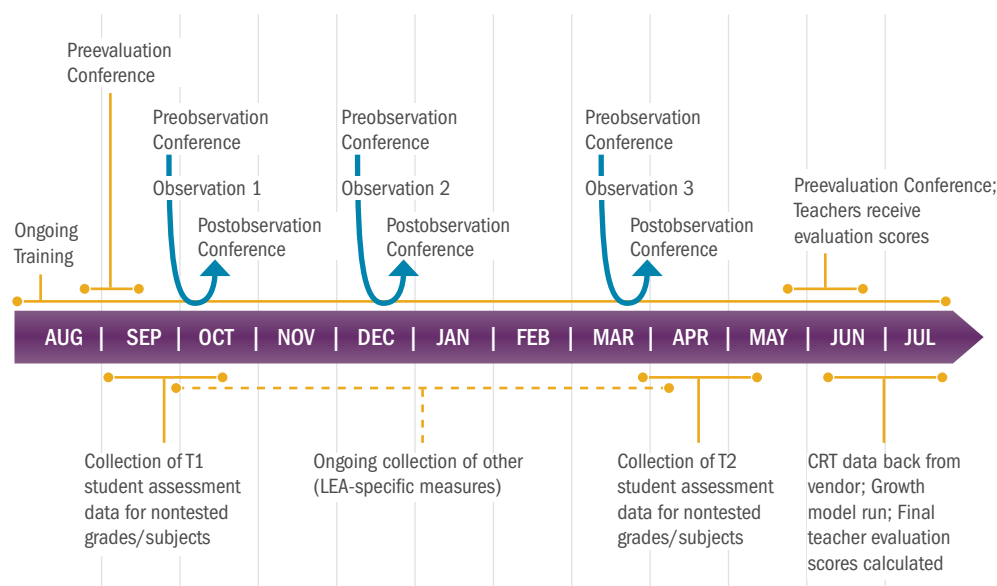 Preevaluation
Conference
Preobservation
Conference
Observation 1
Postobservation
Conference
Preobservation
Conference
Observation 2
Postobservation
Conference
Preobservation
Conference
Observation 3
Postobservation
Conference
Preevaluation Conference;
Teachers receive
evaluation scores
Ongoing
Training
AUG | SEP | OCT | NOV | DEC | JAN | FEB | MAR | APR | MAY | JUN | JUL
Collection of T1
student assessment
data for nontested
grades/subjects
Ongoing collection of other
(LEA-specific measures)
Collection of T2
student assessment
data for nontested
grades/subjects
CRT data back from
vendor; Growth
model run; Final
teacher evaluation
scores calculated